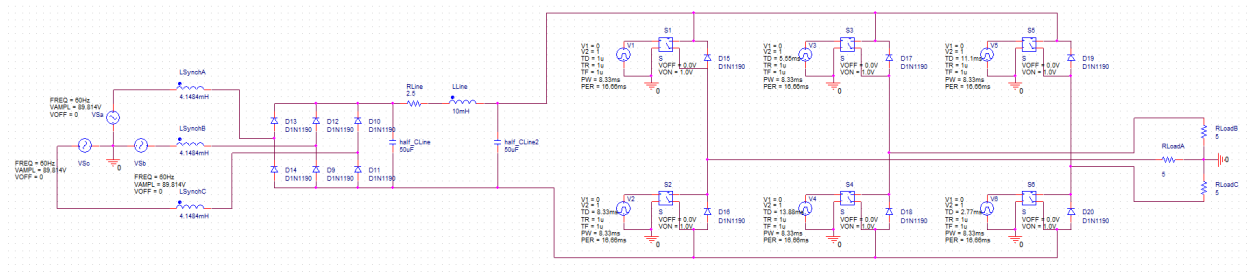 FREQ = 60Hz
VAMPL = 89.814V
VOFF = 0
VSa
LSynchA
4.1484mH
VSc
FREQ = 60Hz
VAMPL = 89.814V
VOFF = 0
0
VSb
FREQ = 60Hz
VAMPL = 89.814V
VOFF = 0
LSynchB
4.1484mH
LSynchC
4.1484mH
D13
D1N1190
D12
D1N1190
D10
D1N1190
D14
D1N1190
D9
D1N1190
D11
D1N1190
RLine
2.5
LLine
10mH
half_CLine
50uF
half_CLine2
50uF
V1
V1 = 0
V2 = 1
TD = 0
TR = 1u
TF = 1u
PW = 8.33ms
PER = 16.66ms
S1
S
VOFF = 0.0V
VON = 1.0V
0
D15
D1N1190
V3
V1 = 0
V2 = 1
TD = 5.55ms
TR = 1u
TF = 1u
PW = 8.33ms
PER = 16.66ms
S3
S
VOFF = 0.0V
VON = 1.0V
0
D17
D1N1190
V5
V1 = 0
V2 = 1
TD = 11.1ms
TR = 1u
TF = 1u
PW = 8.33ms
PER = 16.66ms
S5
S
VOFF = 0.0V
VON = 1.0V
0
D19
D1N1190
V2
V1 = 0
V2 = 1
TD = 8.33ms
TR = 1u
TF = 1u
PW = 8.33ms
PER = 16.66ms
S2
S
VOFF = 0.0V
VON = 1.0V
0
D16
D1N1190
V4
V1 = 0
V2 = 1
TD = 13.88ms
TR = 1u
TF = 1u
PW = 8.33ms
PER = 16.66ms
S4
S
VOFF = 0.0V
VON = 1.0V
0
D18
D1N1190
V6
V1 = 0
V2 = 1
TD = 2.77ms
TR = 1u
TF = 1u
PW = 8.33ms
PER = 16.66ms
S6
S
VOFF = 0.0V
VON = 1.0V
0
D20
D1N1190
RLoadB
5
RLoadA
5
0
RLoadC
5